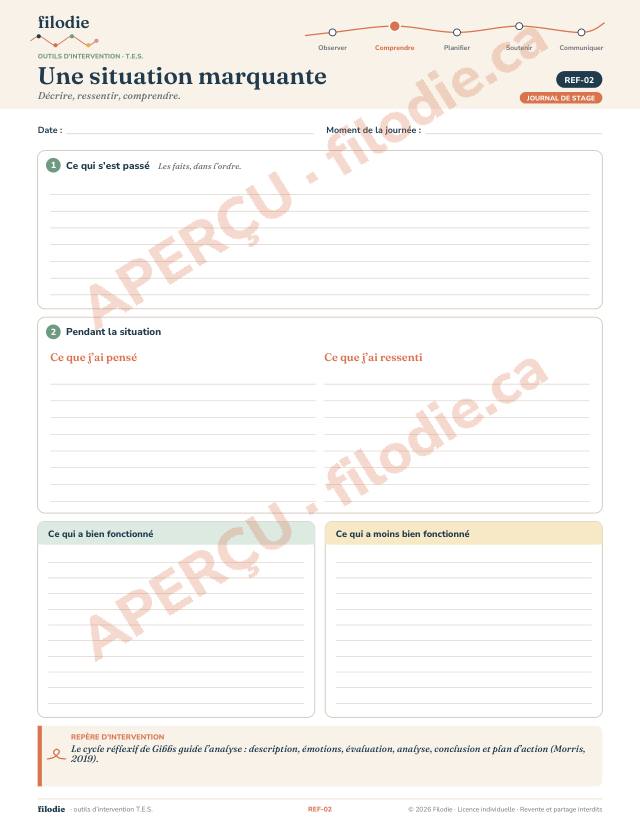 filodie
OUTILS D'INTERVENTION · T.E.S.
Observer
Comprendre
Planifier
Soutenir
Communiquer
Une situation marquante
Décrire, ressentir, comprendre.
REF-02
JOURNAL DE STAGE
Date :
Moment de la journée :
1 Ce qui s'est passé Les faits, dans l'ordre.
2 Pendant la situation
Ce que j'ai pensé
Ce que j'ai ressenti
Ce qui a bien fonctionné
Ce qui a moins bien fonctionné
REPÈRE D'INTERVENTION
Le cycle réflexif de Gibbs guide l'analyse : description, émotions, évaluation, analyse, conclusion et plan d'action (Morris,
2019).
filodie · outils d'intervention T.E.S.
REF-02
© 2026 Filodie · Licence individuelle · Revente et partage interdits
APERÇU · filodie.ca
APERÇU · filodie.ca